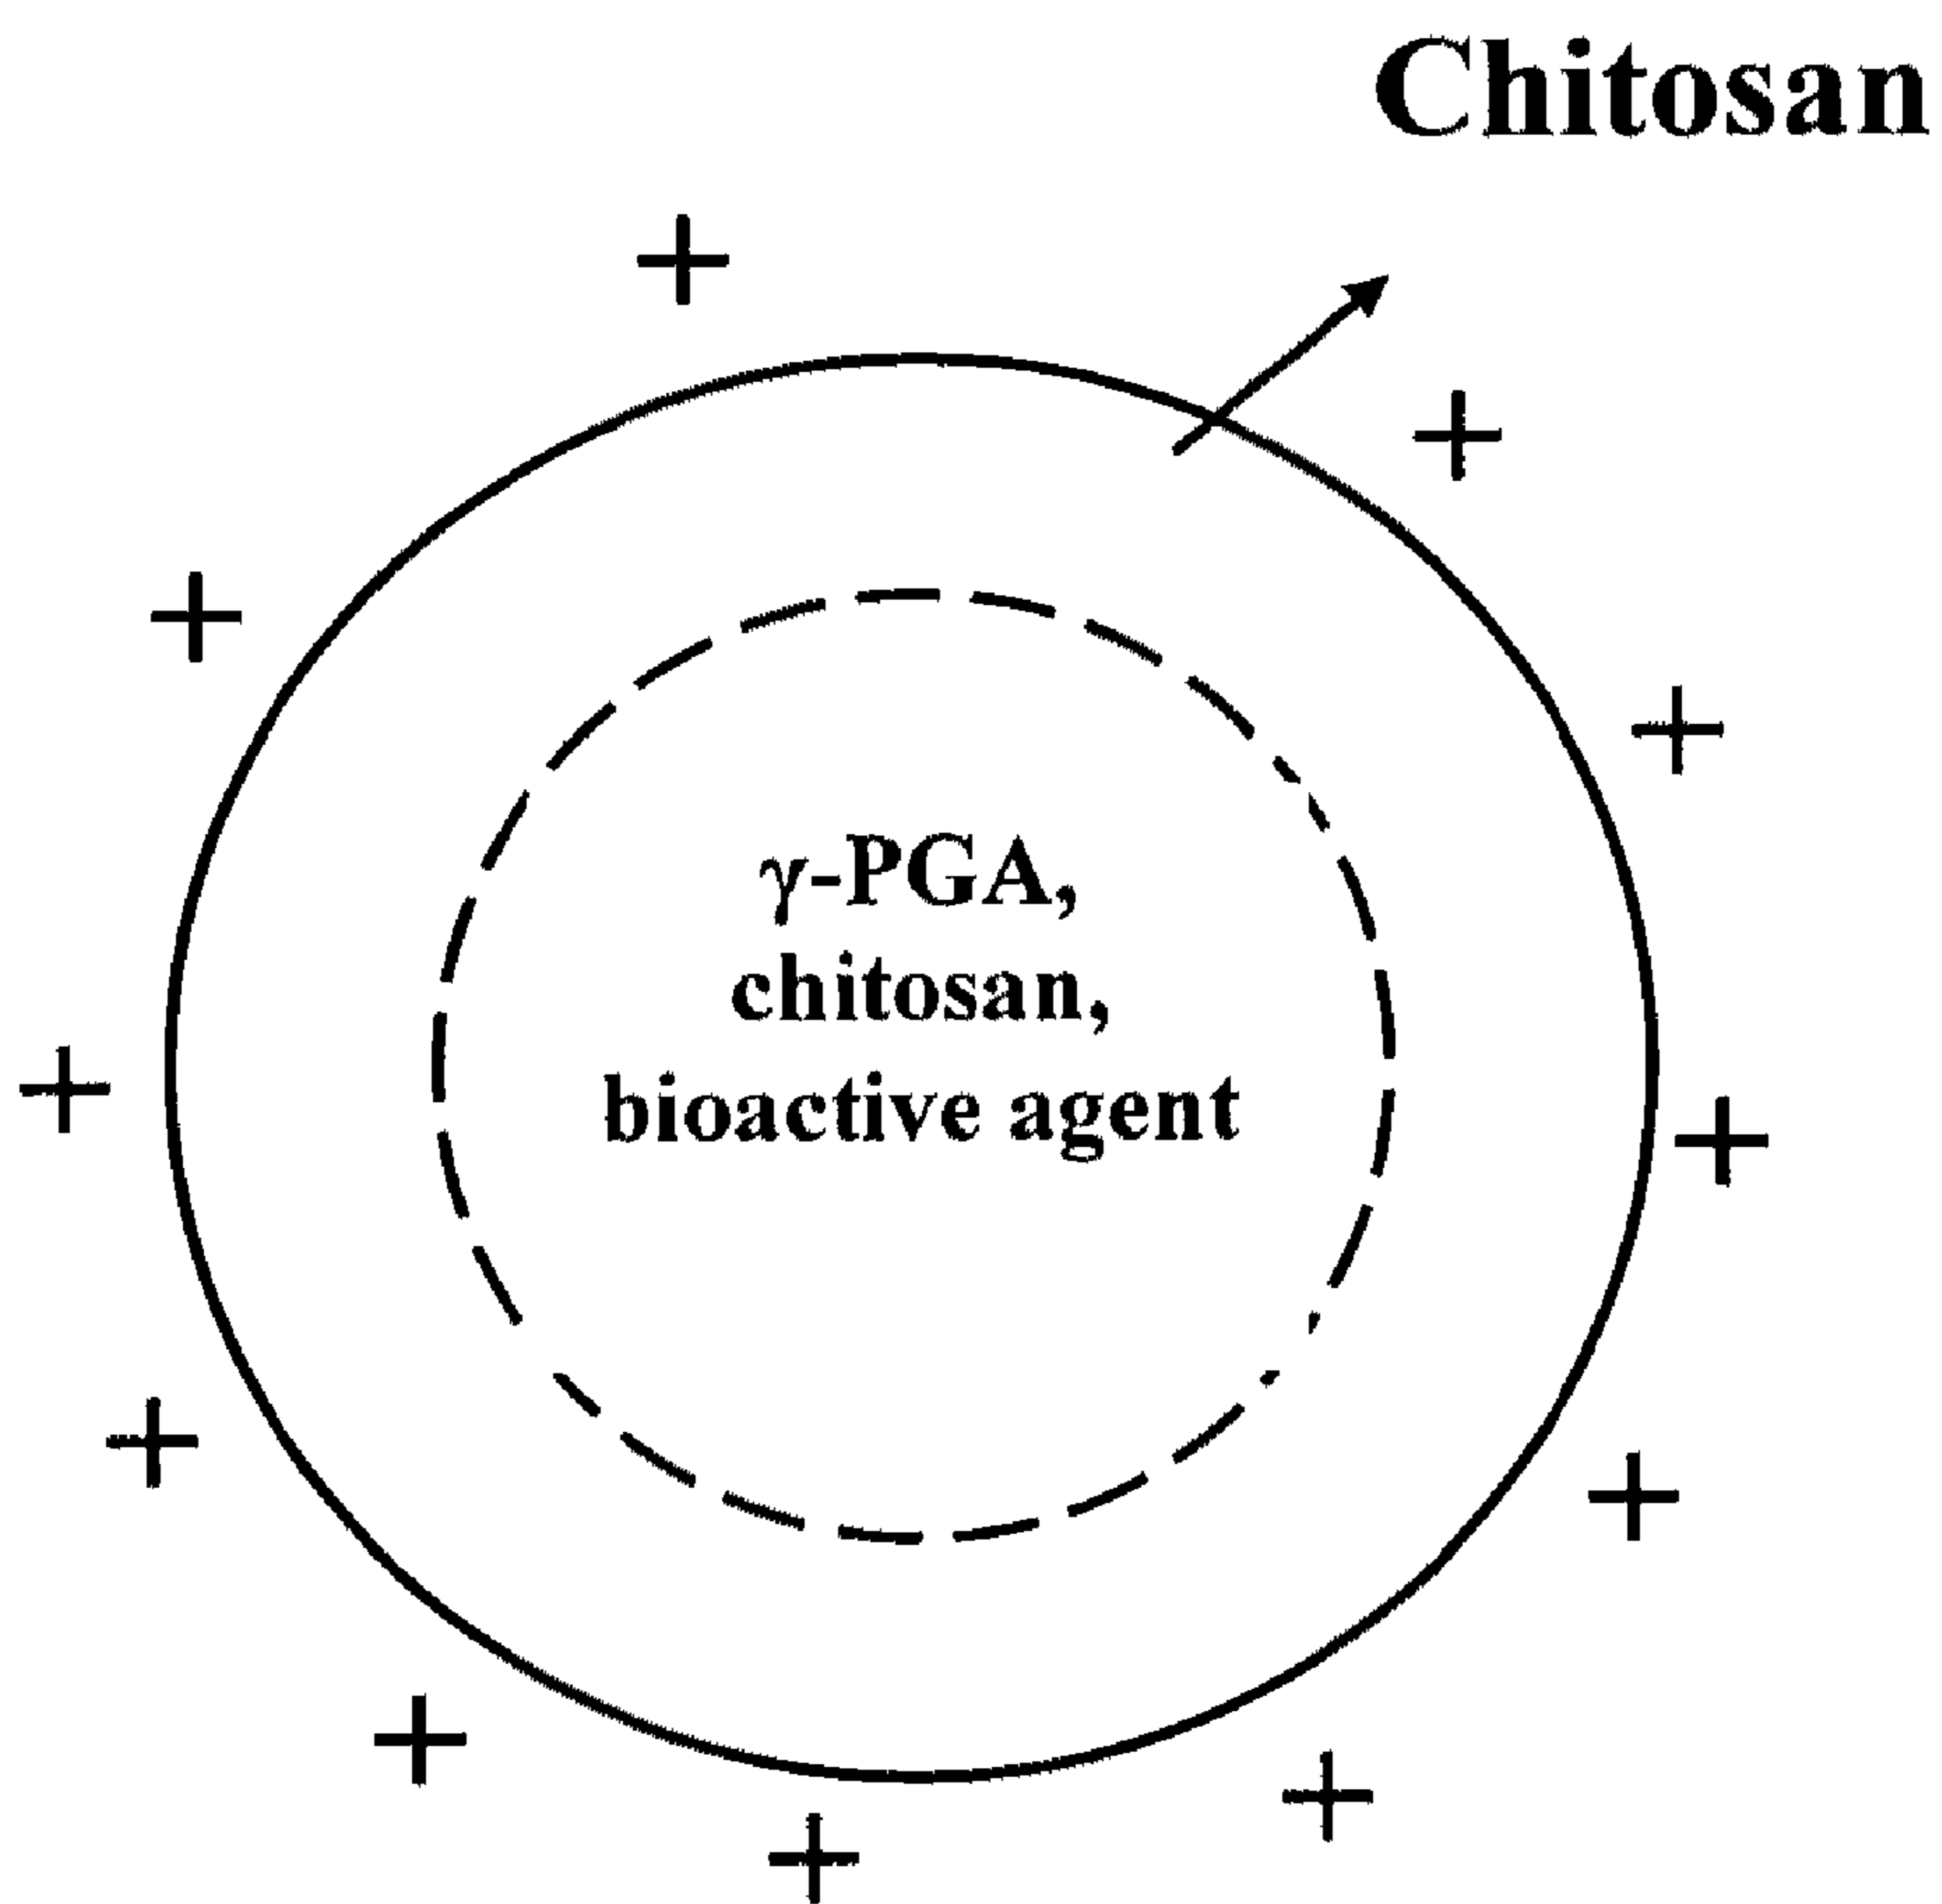 Chitosan
γ-PGA,
chitosan,
bioactive agent